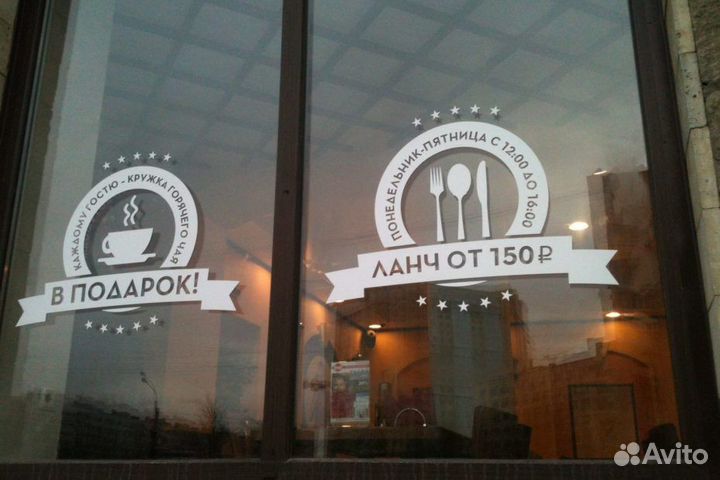 КАЖДОМУ ГОСТЮ - КРУЖКА ГОРЯЧЕГО ЧАЯ
В ПОДАРОК!
ПОНЕДЕЛЬНИК-ПЯТНИЦА С 12:00 ДО 16:00
ЛАНЧ ОТ 150 ₽
Avito